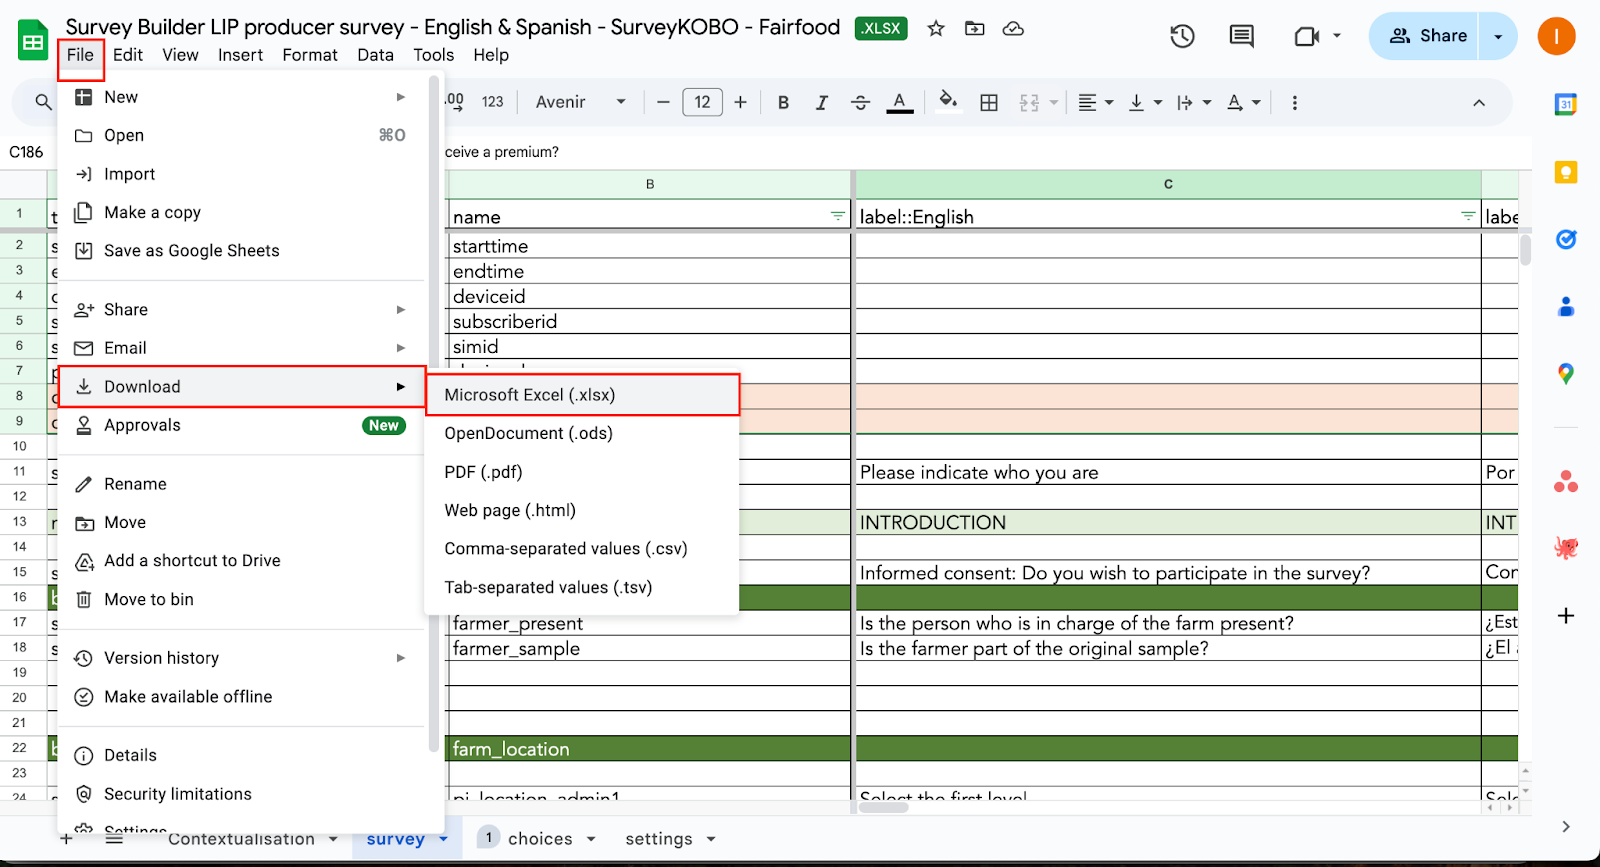 Survey Builder LIP producer survey - English & Spanish - SurveyKOBO - Fairfood .XLSX
File Edit View Insert Format Data Tools Help
Share
I
New
Open ⌘O
Import
Make a copy
Save as Google Sheets
Share
Email
Download
Approvals New
Rename
Move
Add a shortcut to Drive
Move to bin
Version history
Make available offline
Details
Security limitations
Settings
Microsoft Excel (.xlsx)
OpenDocument (.ods)
PDF (.pdf)
Web page (.html)
Comma-separated values (.csv)
Tab-separated values (.tsv)
.00 123 Avenir 12 B I S A
31
C186 ceive a premium?
B C
1 t name label::English labe
2 s starttime
3 e endtime
4 deviceid
5 s subscriberid
6 s simid
7
8
9
10
11 s Please indicate who you are Por
12
13 r INTRODUCTION INT
14
15 s Informed consent: Do you wish to participate in the survey? Cor
16 b
17 s farmer_present Is the person who is in charge of the farm present? ¿Est
18 s farmer_sample Is the farmer part of the original sample? ¿El
19
20
21
22 b farm_location
23
24 pi_location_admin1 Select the first level Sele
Contextualisation survey 1 choices settings